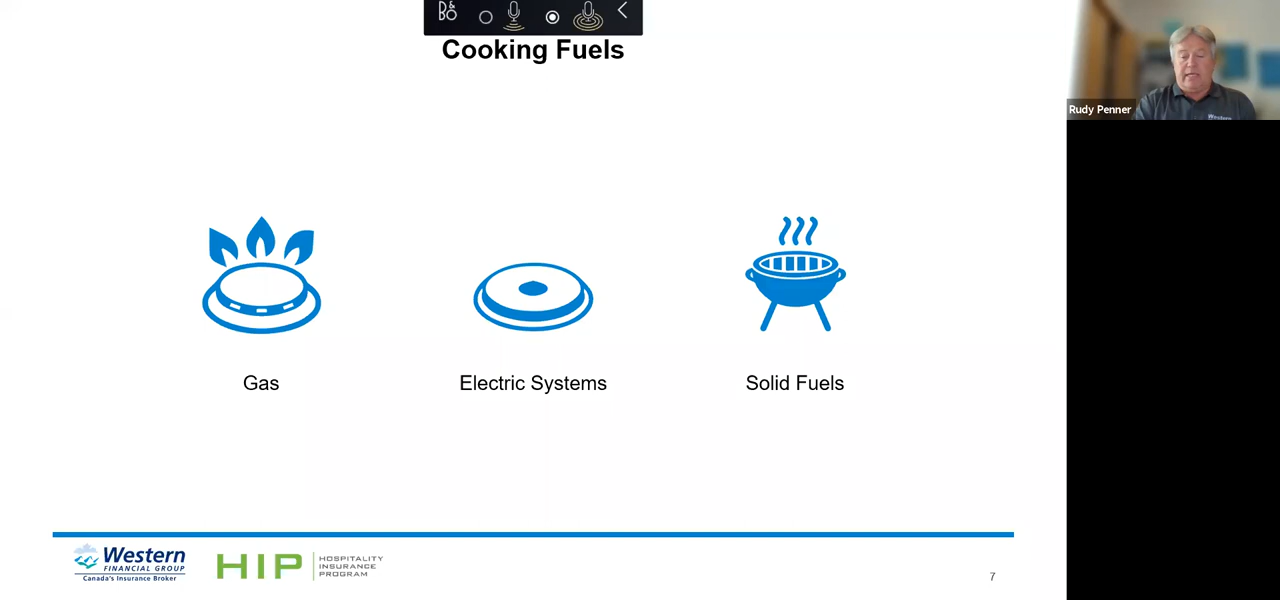 B&O
Cooking Fuels
Rudy Penner
Western
Gas
Electric Systems
Solid Fuels
Western
FINANCIAL GROUP
Canada's Insurance Broker
HIP
HOSPITALITY
INSURANCE
PROGRAM
7